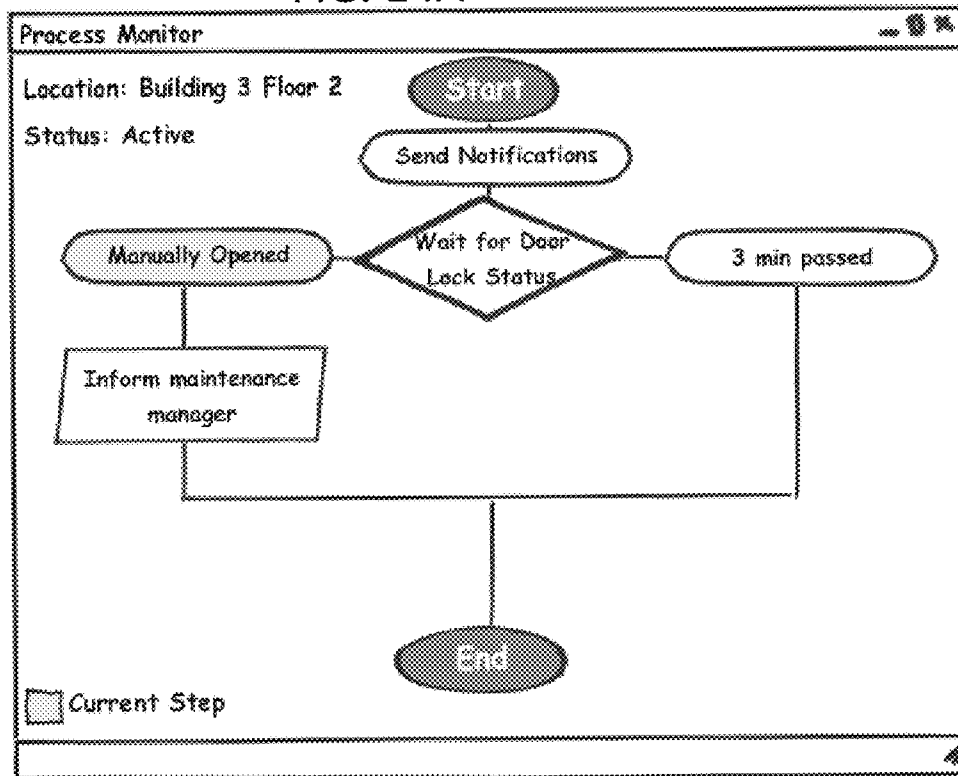 Process Monitor
Location: Building 3 Floor 2
Status: Active
Start
Send Notifications
Wait for Door
Lock Status
Manually Opened
3 min passed
Inform maintenance
manager
End
Current Step